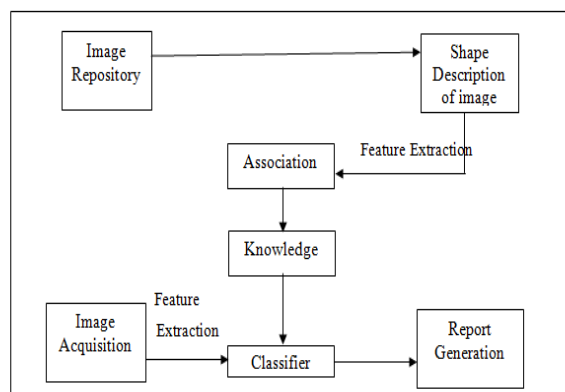 Image
Repository
Shape
Description
of image
Feature Extraction
Association
Knowledge
Feature
Extraction
Image
Acquisition
Classifier
Report
Generation